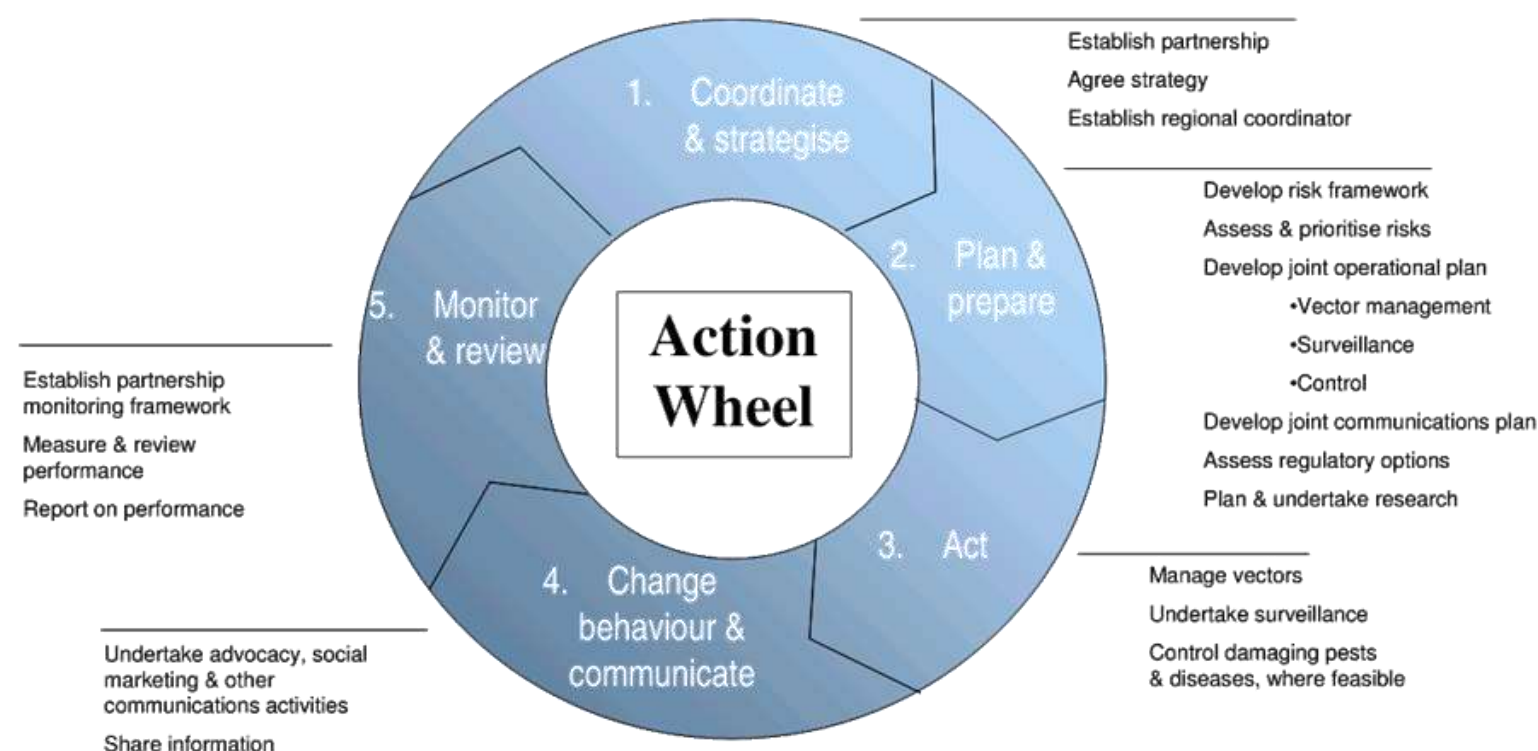 1. Coordinate
& strategise
Establish partnership
Agree strategy
Establish regional coordinator
2. Plan &
prepare
Develop risk framework
Assess & prioritise risks
Develop joint operational plan
•Vector management
•Surveillance
•Control
Develop joint communications plan
Assess regulatory options
Plan & undertake research
3. Act
Manage vectors
Undertake surveillance
Control damaging pests
& diseases, where feasible
4. Change
behaviour &
communicate
Undertake advocacy, social
marketing & other
communications activities
Share information
5. Monitor
& review
Establish partnership
monitoring framework
Measure & review
performance
Report on performance
Action
Wheel